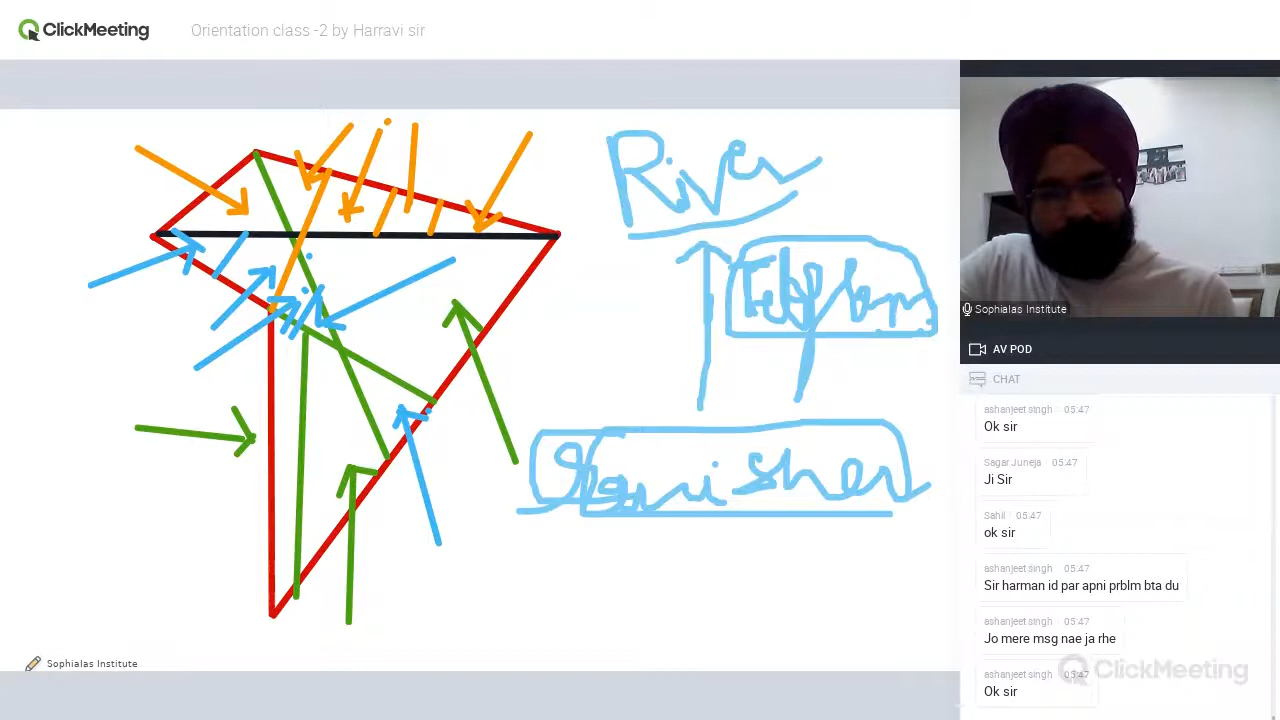 ClickMeeting
Orientation class -2 by Harravi sir
River
Sophialas Institute
AV POD
CHAT
ashanjeet singh 05:47
Ok sir
Sagar Juneja 05:47
Ji Sir
Sahil 05:47
ok sir
ashanjeet singh 05:47
Sir harman id par apni prblm bta du
ashanjeet singh 05:47
Jo mere msg nae ja rhe
ashanjeet singh 05:47
Ok sir
ClickMeeting
Sophialas Institute